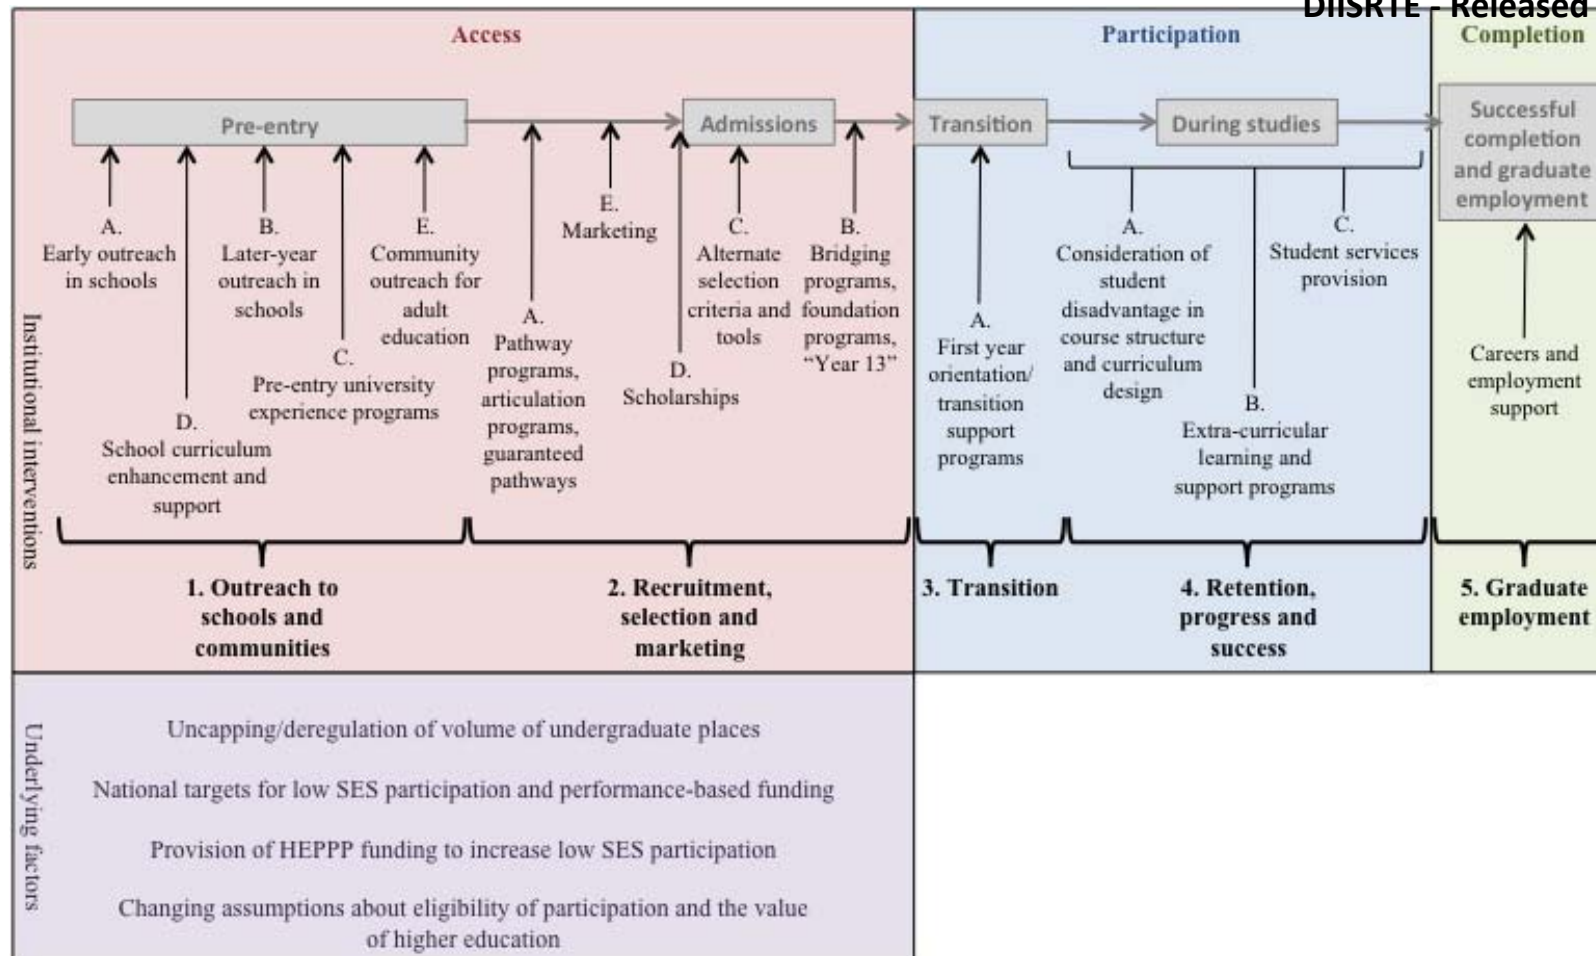 DIISRTE - Released
Access
Participation
Completion
Pre-entry
Admissions
Transition
During studies
Successful
completion
and graduate
employment
Institutional interventions
A.
Early outreach
in schools
D.
School curriculum
enhancement and
support
B.
Later-year
outreach in
schools
C.
Pre-entry university
experience programs
E.
Community
outreach for
adult
education
A.
Pathway
programs,
articulation
programs,
guaranteed
pathways
E.
Marketing
D.
Scholarships
C.
Alternate
selection
criteria and
tools
B.
Bridging
programs,
foundation
programs,
“Year 13”
A.
First year
orientation/
transition
support
programs
A.
Consideration of
student
disadvantage in
course structure
and curriculum
design
B.
Extra-curricular
learning and
support programs
C.
Student services
provision
Careers and
employment
support
1. Outreach to
schools and
communities
2. Recruitment,
selection and
marketing
3. Transition
4. Retention,
progress and
success
5. Graduate
employment
Underlying factors
Uncapping/deregulation of volume of undergraduate places
National targets for low SES participation and performance-based funding
Provision of HEPPP funding to increase low SES participation
Changing assumptions about eligibility of participation and the value
of higher education